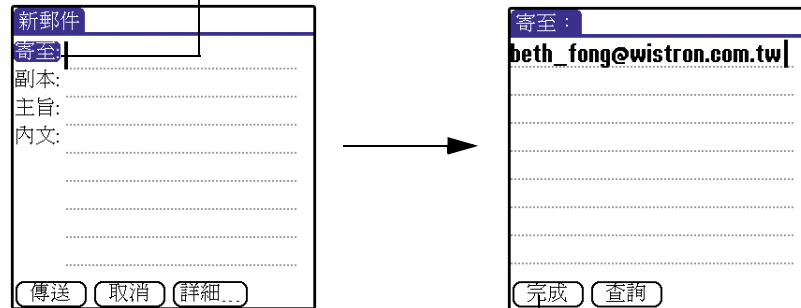 新郵件
寄至:
副本:
主旨:
內文:
傳送 取消 詳細...
寄至：
beth_fong@wistron.com.tw
完成 查詢